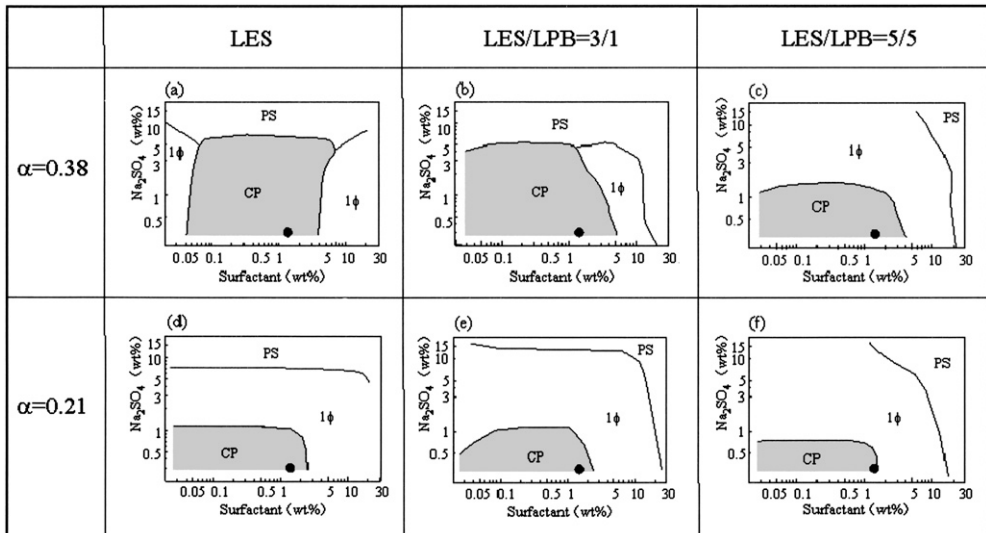 LES LES/LPB=3/1 LES/LPB=5/5
α=0.38
(a)
Na₂SO₄ (wt%)
15
10
5
3
1
0.5
PS
1ϕ
CP
1ϕ
0.05 0.1 0.5 1 5 10 30
Surfactant (wt%)
(b)
Na₂SO₄ (wt%)
15
10
5
3
1
0.5
PS
CP
1ϕ
0.05 0.1 0.5 1 5 10 30
Surfactant (wt%)
(c)
Na₂SO₄ (wt%)
15
10
5
3
1
0.5
PS
1ϕ
CP
0.05 0.1 0.5 1 5 10 30
Surfactant (wt%)
α=0.21
(d)
Na₂SO₄ (wt%)
15
10
5
3
1
0.5
PS
1ϕ
CP
0.05 0.1 0.5 1 5 10 30
Surfactant (wt%)
(e)
Na₂SO₄ (wt%)
15
10
5
3
1
0.5
PS
1ϕ
CP
0.05 0.1 0.5 1 5 10 30
Surfactant (wt%)
(f)
Na₂SO₄ (wt%)
15
10
5
3
1
0.5
PS
1ϕ
CP
0.05 0.1 0.5 1 5 10 30
Surfactant (wt%)